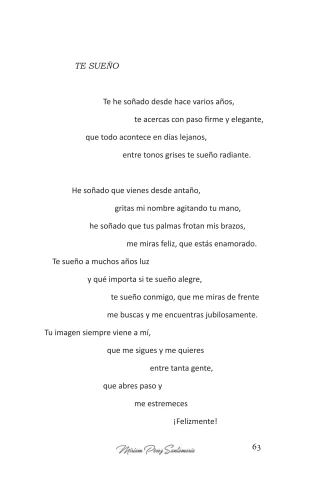 TE SUEÑO
Te he soñado desde hace varios años,
te acercas con paso firme y elegante,
que todo acontece en días lejanos,
entre tonos grises te sueño radiante.
He soñado que vienes desde antaño,
gritas mi nombre agitando tu mano,
he soñado que tus palmas frotan mis brazos,
me miras feliz, que estás enamorado.
Te sueño a muchos años luz
y qué importa si te sueño alegre,
te sueño conmigo, que me miras de frente
me buscas y me encuentras jubilosamente.
Tu imagen siempre viene a mí,
que me sigues y me quieres
entre tanta gente,
que abres paso y
me estremeces
¡Felizmente!
Miriam Pérez Santamaría
63